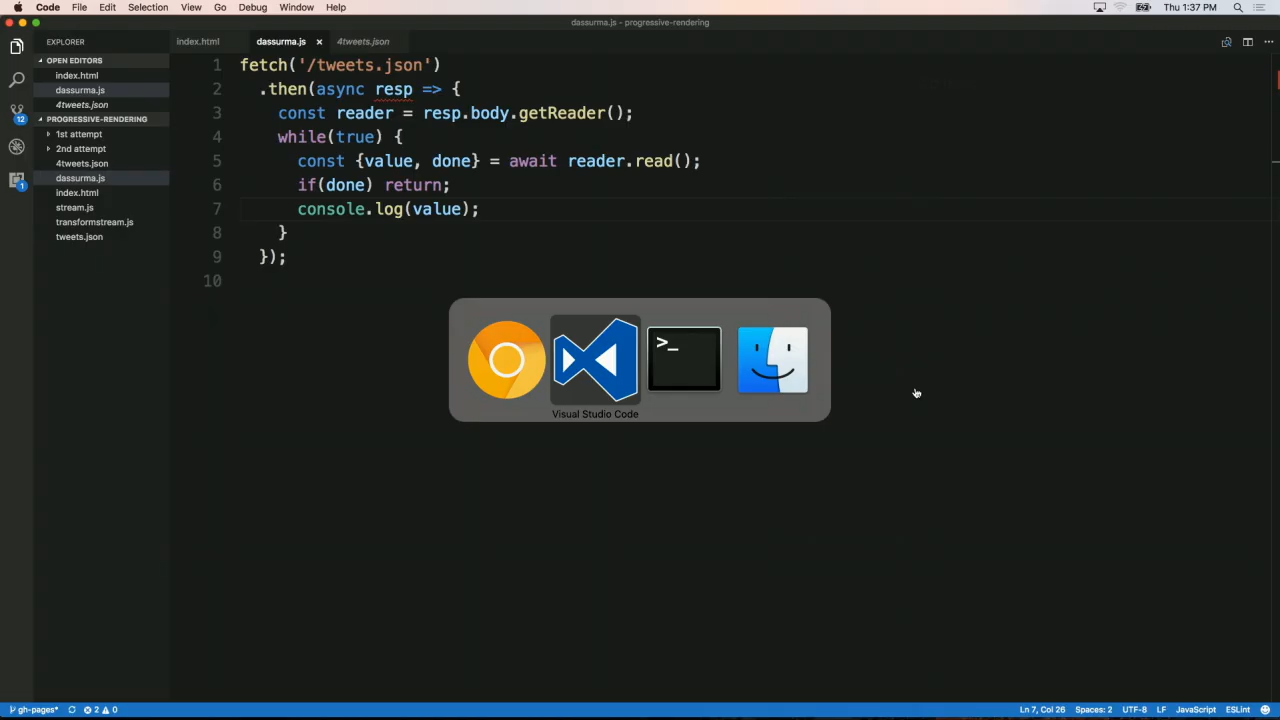 Code File Edit Selection View Go Debug Window Help
Thu 1:37 PM
dassurma.js - progressive-rendering
EXPLORER
OPEN EDITORS
index.html
dassurma.js
4tweets.json
PROGRESSIVE-RENDERING
1st attempt
2nd attempt
4tweets.json
dassurma.js
index.html
stream.js
transformstream.js
tweets.json
12
1
index.html dassurma.js × 4tweets.json
1 fetch('/tweets.json')
2 .then(async resp => {
3 const reader = resp.body.getReader();
4 while(true) {
5 const {value, done} = await reader.read();
6 if(done) return;
7 console.log(value);
8 }
9 });
10
>_
Visual Studio Code
gh-pages* 2 0
Ln 7, Col 26 Spaces: 2 UTF-8 LF JavaScript ESLint